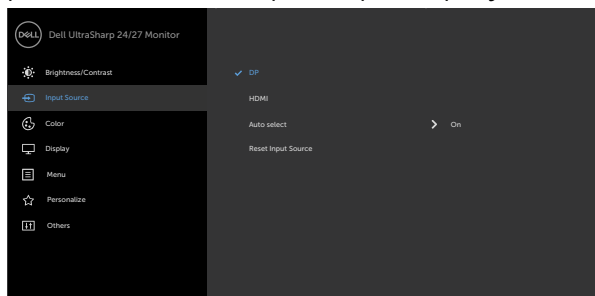 DELL
Dell UltraSharp 24/27 Monitor
Brightness/Contrast
Input Source
Color
Display
Menu
Personalize
Others
DP
HDMI
Auto select On
Reset Input Source